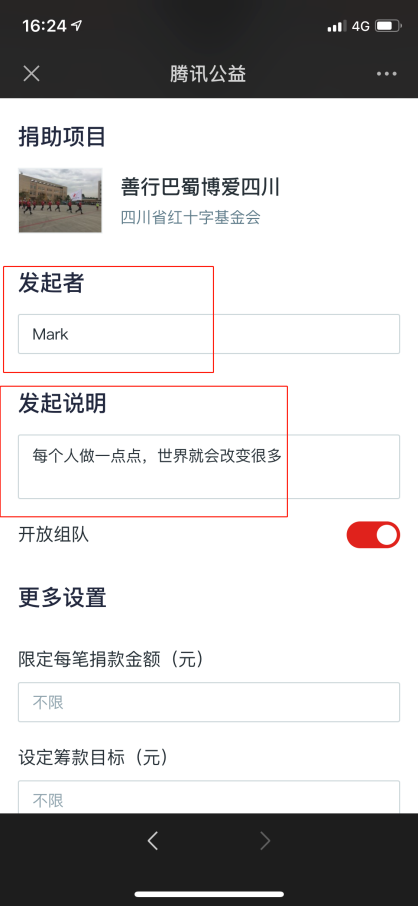 16:24
4G
腾讯公益
捐助项目
善行巴蜀博爱四川
四川省红十字基金会
发起者
Mark
发起说明
每个人做一点点，世界就会改变很多
开放组队
更多设置
限定每笔捐款金额（元）
不限
设定筹款目标（元）
不限